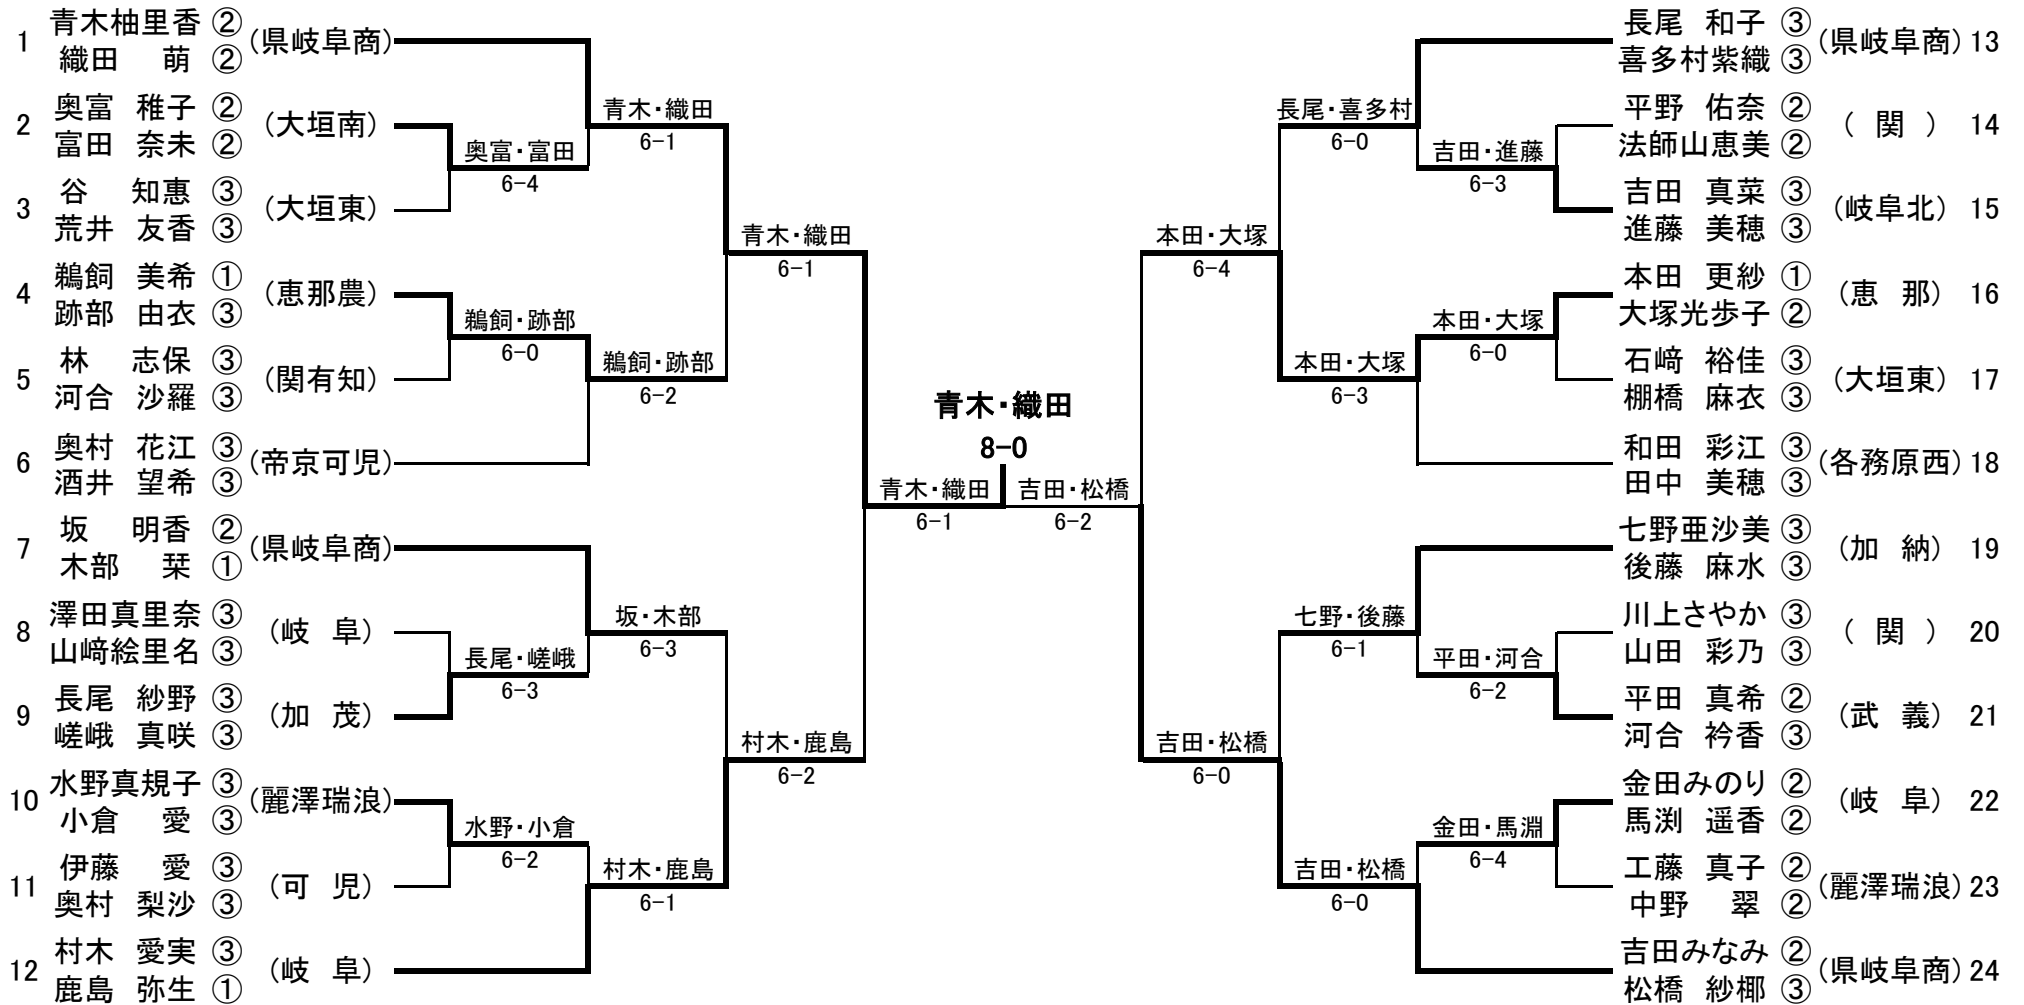 1 青木柚里香 ② (県岐阜商)
織田 萌 ②
2 奥富 稚子 ② (大垣南)
富田 奈未 ②
3 谷 知惠 ③ (大垣東)
荒井 友香 ③
4 鵜飼 美希 ① (恵那農)
跡部 由衣 ③
5 林 志保 ③ (関有知)
河合 沙羅 ③
6 奥村 花江 ③ (帝京可児)
酒井 望希 ③
7 坂 明香 ② (県岐阜商)
木部 栞 ①
8 澤田真里奈 ③ (岐 阜)
山﨑絵里名 ③
9 長尾 紗野 ③ (加 茂)
嵯峨 真咲 ③
10 水野真規子 ③ (麗澤瑞浪)
小倉 愛 ③
11 伊藤 愛 ③ (可 児)
奥村 梨沙 ③
12 村木 愛実 ③ (岐 阜)
鹿島 弥生 ①
奥富・富田
6-4
鵜飼・跡部
6-0
長尾・嵯峨
6-3
水野・小倉
6-2
青木・織田
6-1
鵜飼・跡部
6-2
坂・木部
6-3
村木・鹿島
6-1
青木・織田
6-1
村木・鹿島
6-2
青木・織田
6-1
青木・織田
8-0
吉田・松橋
6-2
本田・大塚
6-4
吉田・松橋
6-0
長尾・喜多村
6-0
本田・大塚
6-3
七野・後藤
6-1
吉田・松橋
6-0
吉田・進藤
6-3
本田・大塚
6-0
平田・河合
6-2
金田・馬淵
6-4
長尾 和子 ③ (県岐阜商) 13
喜多村紫織 ③
平野 佑奈 ② ( 関 ) 14
法師山恵美 ②
吉田 真菜 ③ (岐阜北) 15
進藤 美穂 ③
本田 更紗 ① (恵 那) 16
大塚光歩子 ②
石﨑 裕佳 ③ (大垣東) 17
棚橋 麻衣 ③
和田 彩江 ③ (各務原西) 18
田中 美穂 ③
七野亜沙美 ③ (加 納) 19
後藤 麻水 ③
川上さやか ③ ( 関 ) 20
山田 彩乃 ③
平田 真希 ② (武 義) 21
河合 衿香 ③
金田みのり ② (岐 阜) 22
馬渕 遥香 ②
工藤 真子 ② (麗澤瑞浪) 23
中野 翠 ②
吉田みなみ ② (県岐阜商) 24
松橋 紗椰 ③